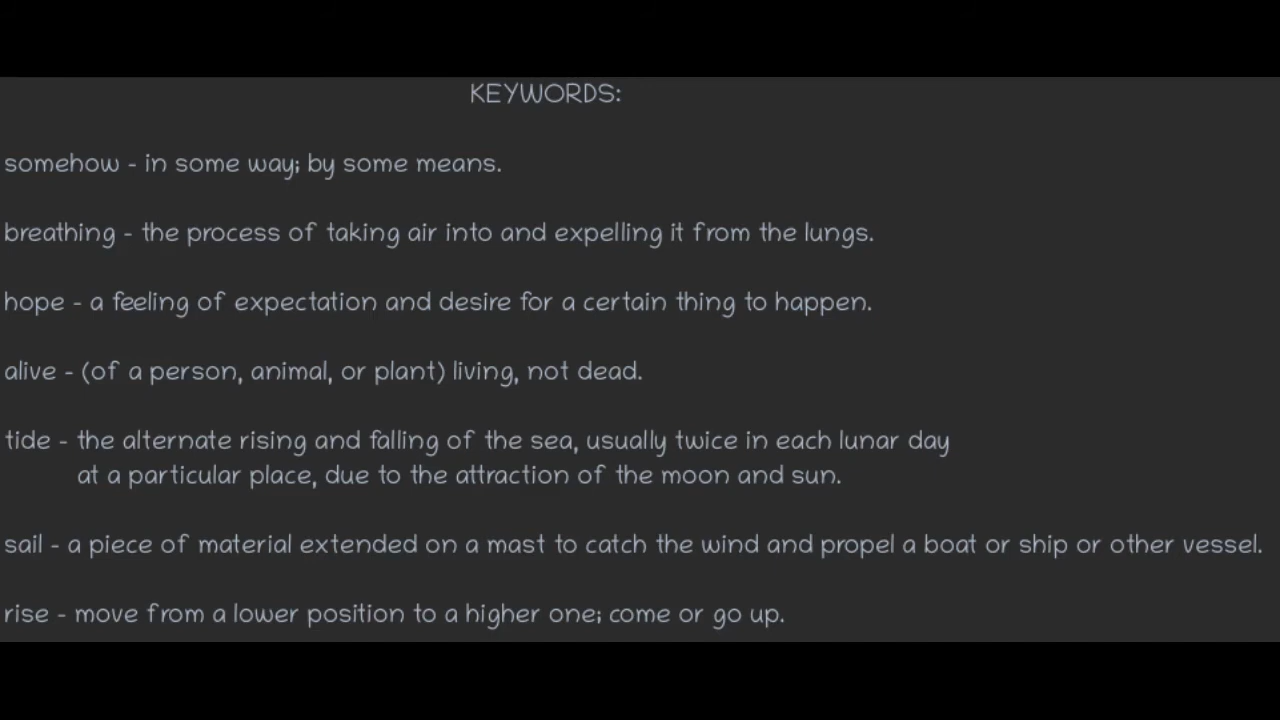 KEYWORDS:
somehow - in some way; by some means.
breathing - the process of taking air into and expelling it from the lungs.
hope - a feeling of expectation and desire for a certain thing to happen.
alive - (of a person, animal, or plant) living, not dead.
tide - the alternate rising and falling of the sea, usually twice in each lunar day
at a particular place, due to the attraction of the moon and sun.
sail - a piece of material extended on a mast to catch the wind and propel a boat or ship or other vessel.
rise - move from a lower position to a higher one; come or go up.